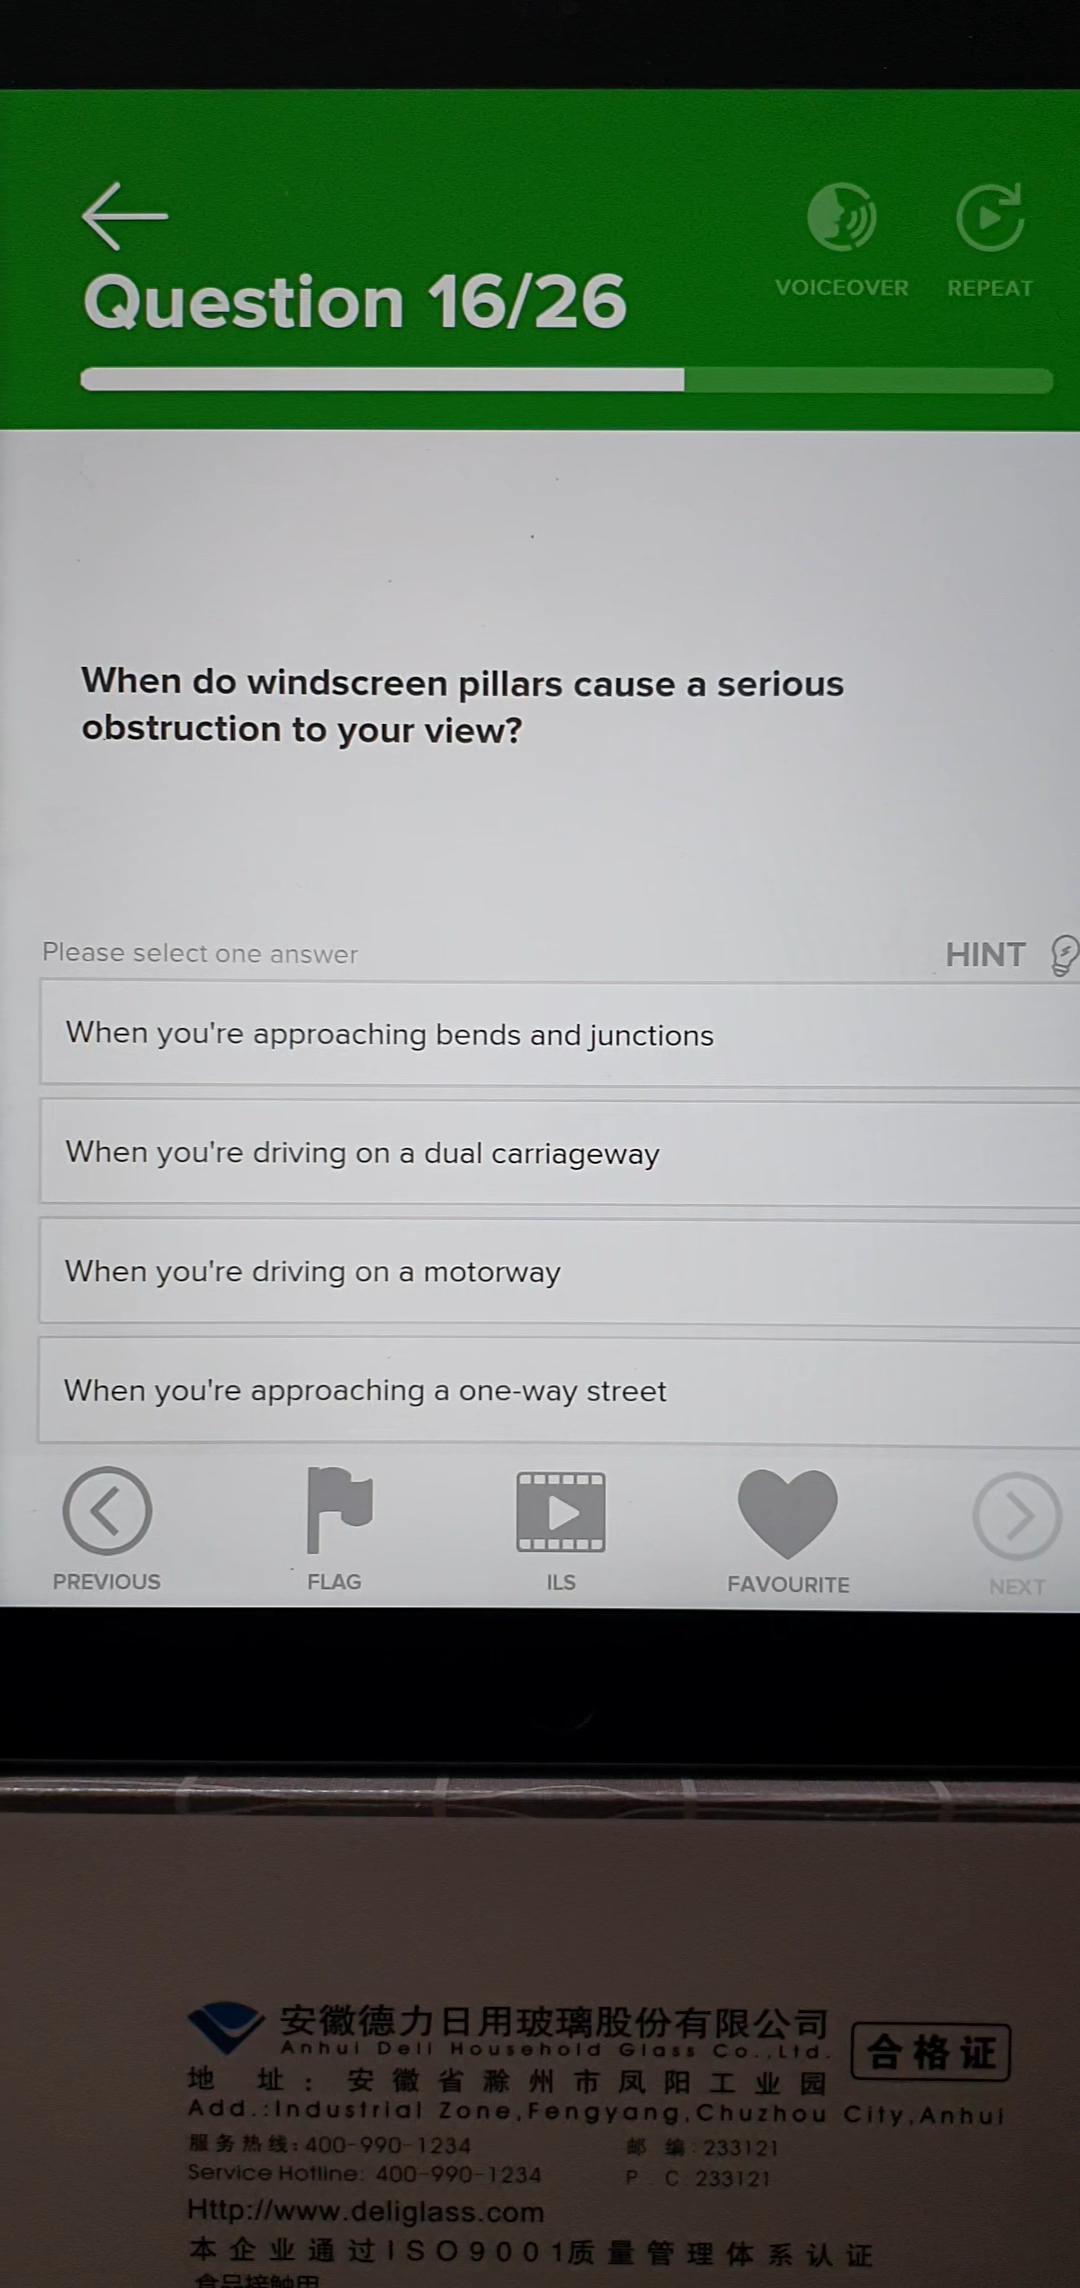 Question 16/26
VOICEOVER
REPEAT
When do windscreen pillars cause a serious
obstruction to your view?
Please select one answer
HINT
When you're approaching bends and junctions
When you're driving on a dual carriageway
When you're driving on a motorway
When you're approaching a one-way street
PREVIOUS
FLAG
ILS
FAVOURITE
NEXT
安徽德力日用玻璃股份有限公司
Anhui Deli Household Glass Co.,Ltd.
合格证
地 址：安徽省滁州市凤阳工业园
Add.:Industrial Zone,Fengyang,Chuzhou City,Anhui
服务热线:400-990-1234 邮 编:233121
Service Hotline: 400-990-1234 P . C 233121
Http://www.deliglass.com
本企业通过ISO9001质量管理体系认证
食品接触用